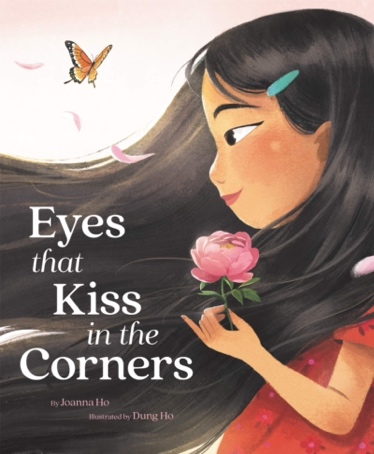 Eyes
that
Kiss
in the
Corners
By Joanna Ho
Illustrated by Dung Ho